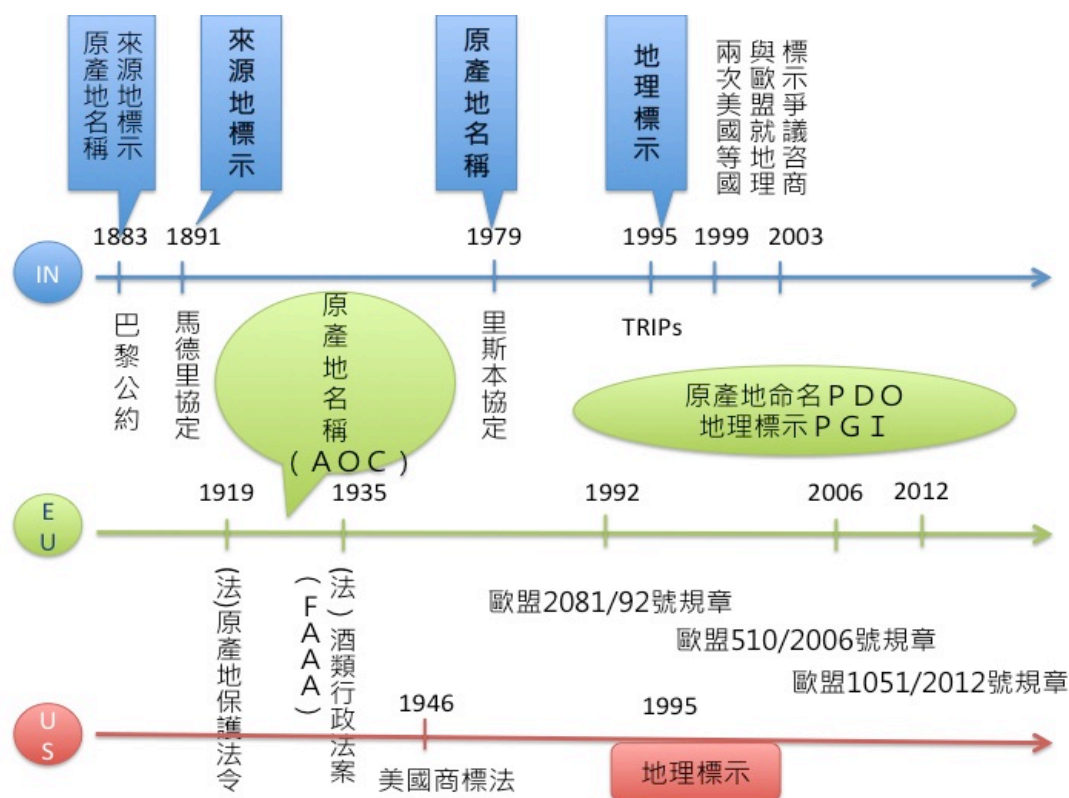 來源地標示
原產地名稱
來源地標示
原產地名稱
地理標示
標示爭議咨商
與歐盟就地理
兩次美國等國
1883
1891
1979
1995
1999
2003
IN
巴黎公約
馬德里協定
里斯本協定
TRIPs
原產地名稱
(AOC)
原產地命名PDO
地理標示PGI
1919
1935
1992
2006
2012
EU
(法)原產地保護法令
(法)酒類行政法案
(FAAA)
歐盟2081/92號規章
歐盟510/2006號規章
歐盟1051/2012號規章
1946
1995
US
美國商標法
地理標示